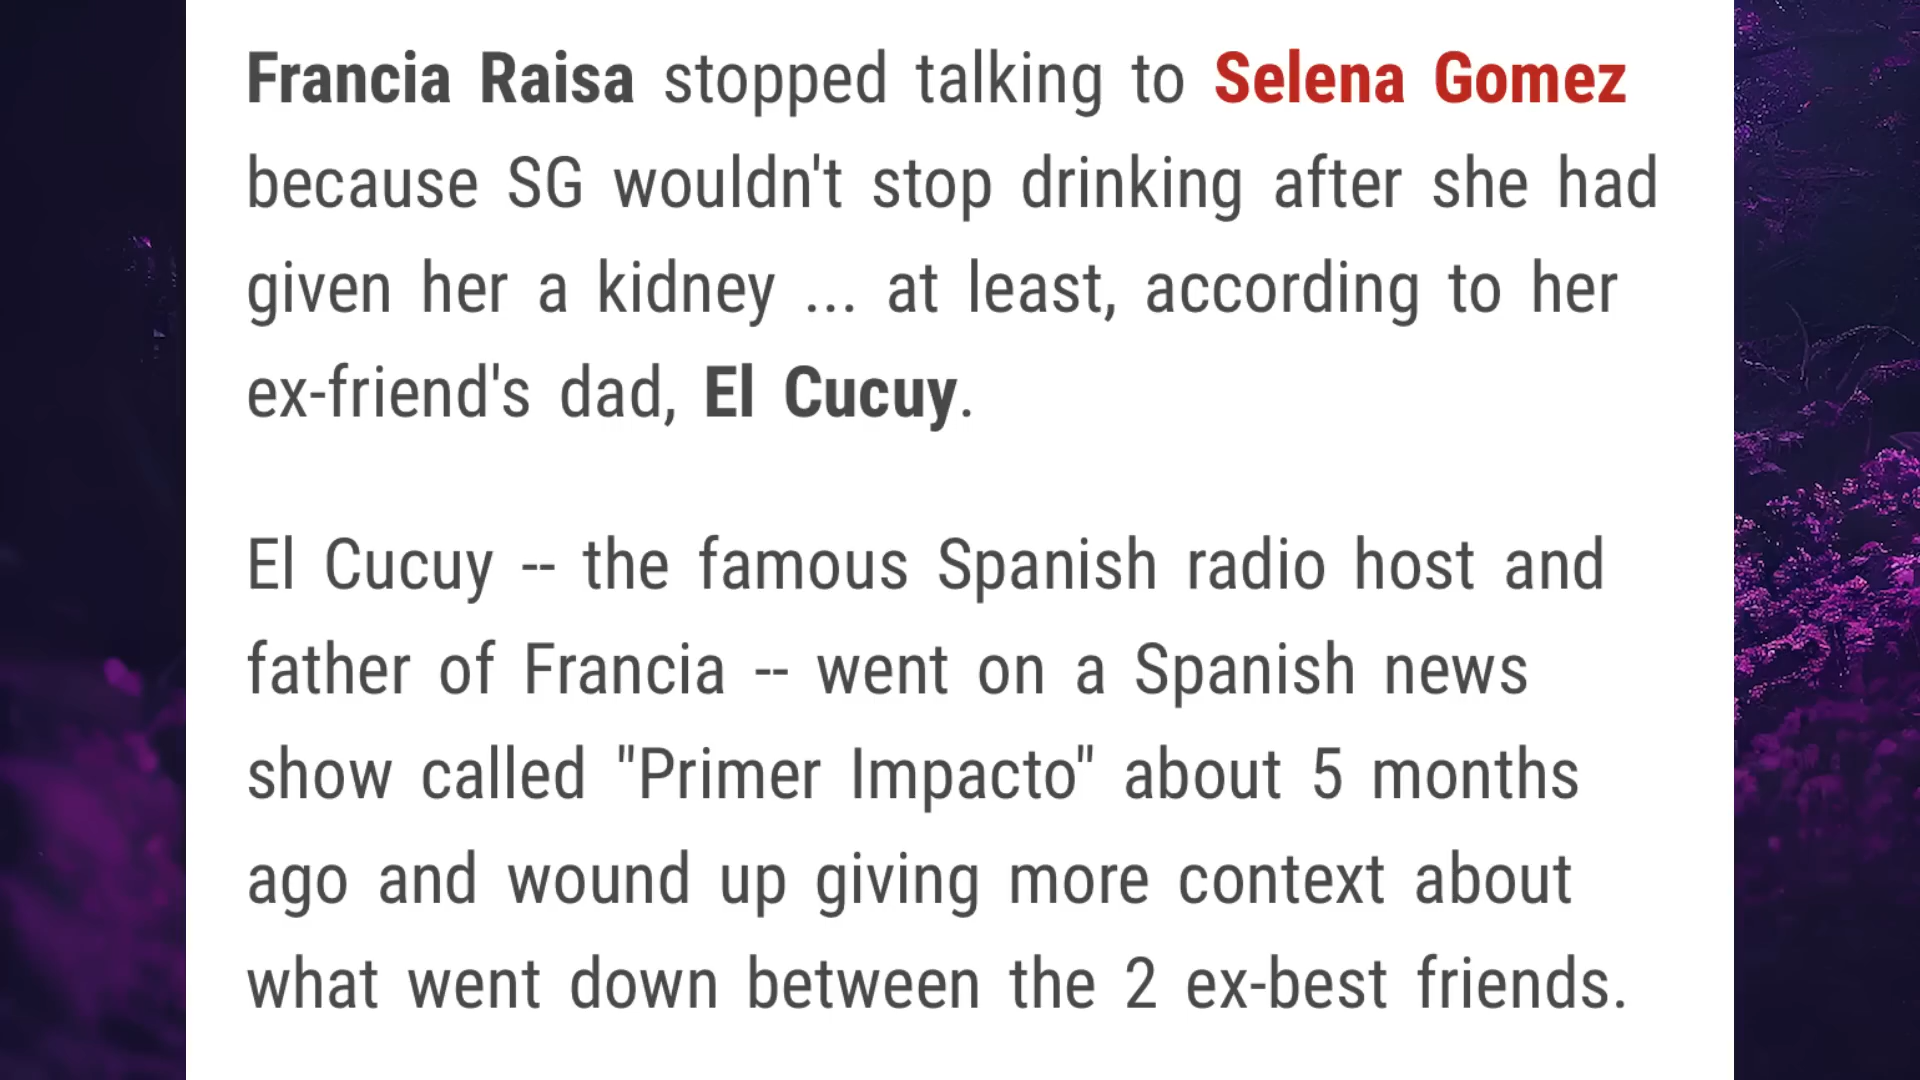 Francia Raisa stopped talking to Selena Gomez
because SG wouldn't stop drinking after she had
given her a kidney ... at least, according to her
ex-friend's dad, El Cucuy.
El Cucuy -- the famous Spanish radio host and
father of Francia -- went on a Spanish news
show called "Primer Impacto" about 5 months
ago and wound up giving more context about
what went down between the 2 ex-best friends.